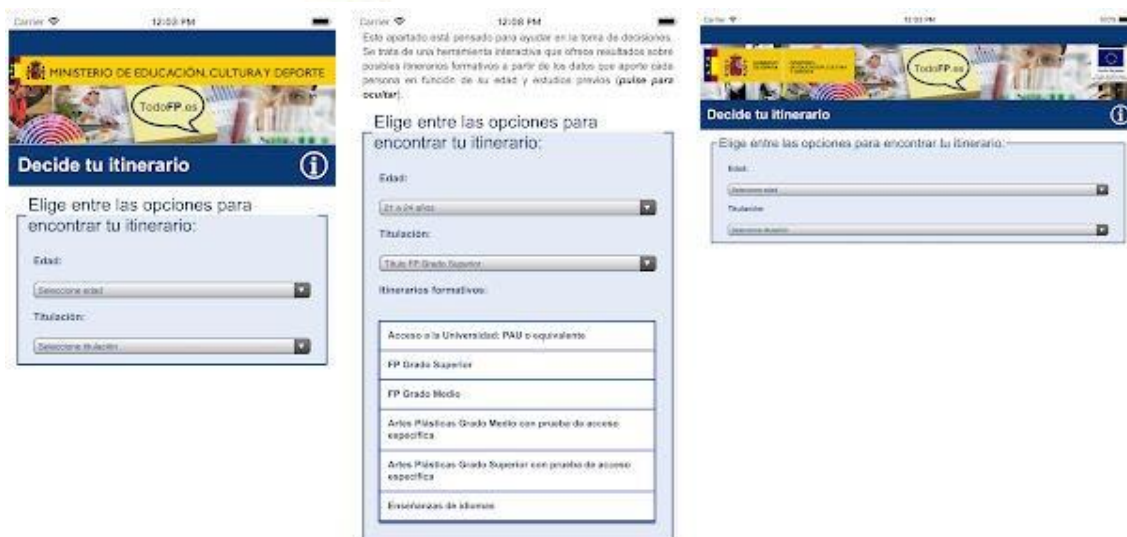 Carrier
12:03 PM
MINISTERIO DE EDUCACIÓN, CULTURA Y DEPORTE
TodoFP.es
Decide tu itinerario
Elige entre las opciones para
encontrar tu itinerario:
Edad:
Seleccione edad
Titulación:
Seleccione titulación
Carrier
12:08 PM
Este apartado está pensado para ayudar en la toma de decisiones.
Se trata de una herramienta interactiva que ofrece resultados sobre
posibles itinerarios formativos a partir de los datos que aporte cada
persona en función de su edad y estudios previos (pulse para
ocultar).
Elige entre las opciones para
encontrar tu itinerario:
Edad:
21 a 24 años
Titulación:
Título FP Grado Superior
Itinerarios formativos:
Acceso a la Universidad: PAU o equivalente
FP Grado Superior
FP Grado Medio
Artes Plásticas Grado Medio con prueba de acceso
específica
Artes Plásticas Grado Superior con prueba de acceso
específica
Enseñanzas de idiomas
Carrier
TodoFP.es
Decide tu itinerario
Elige entre las opciones para encontrar tu itinerario:
Edad:
Seleccione edad
Titulación:
Seleccione titulación